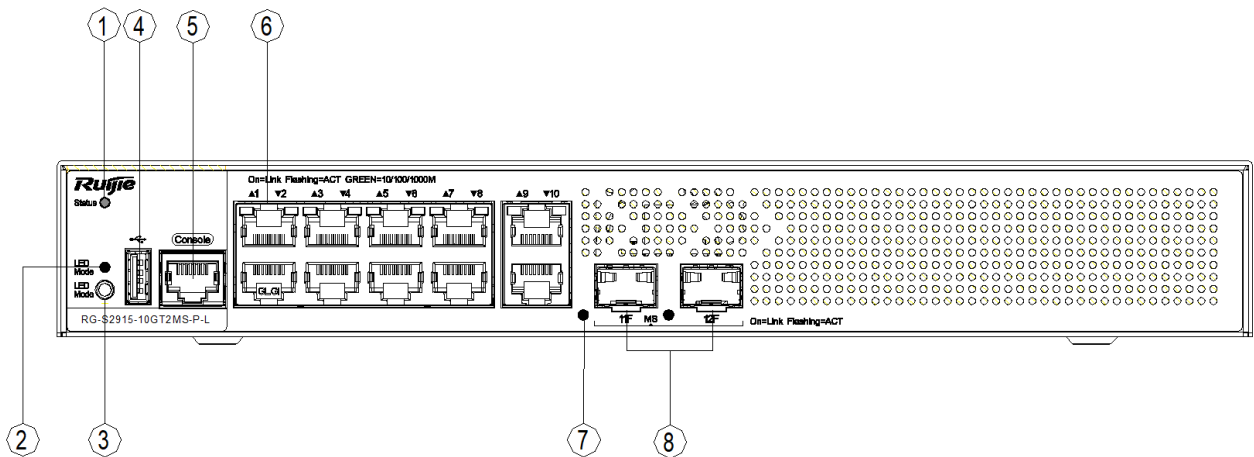 1 4 5 6
Ruijie
Status
On=Link Flashing=ACT GREEN=10/100/1000M
▲1 ▼2 ▲3 ▼4 ▲5 ▼6 ▲7 ▼8 ▲9 ▼10
Console
LED
Mode
LED
Mode
GL.GL
RG-S2915-10GT2MS-P-L
11F MS 12F
On=Link Flashing=ACT
2 3 7 8